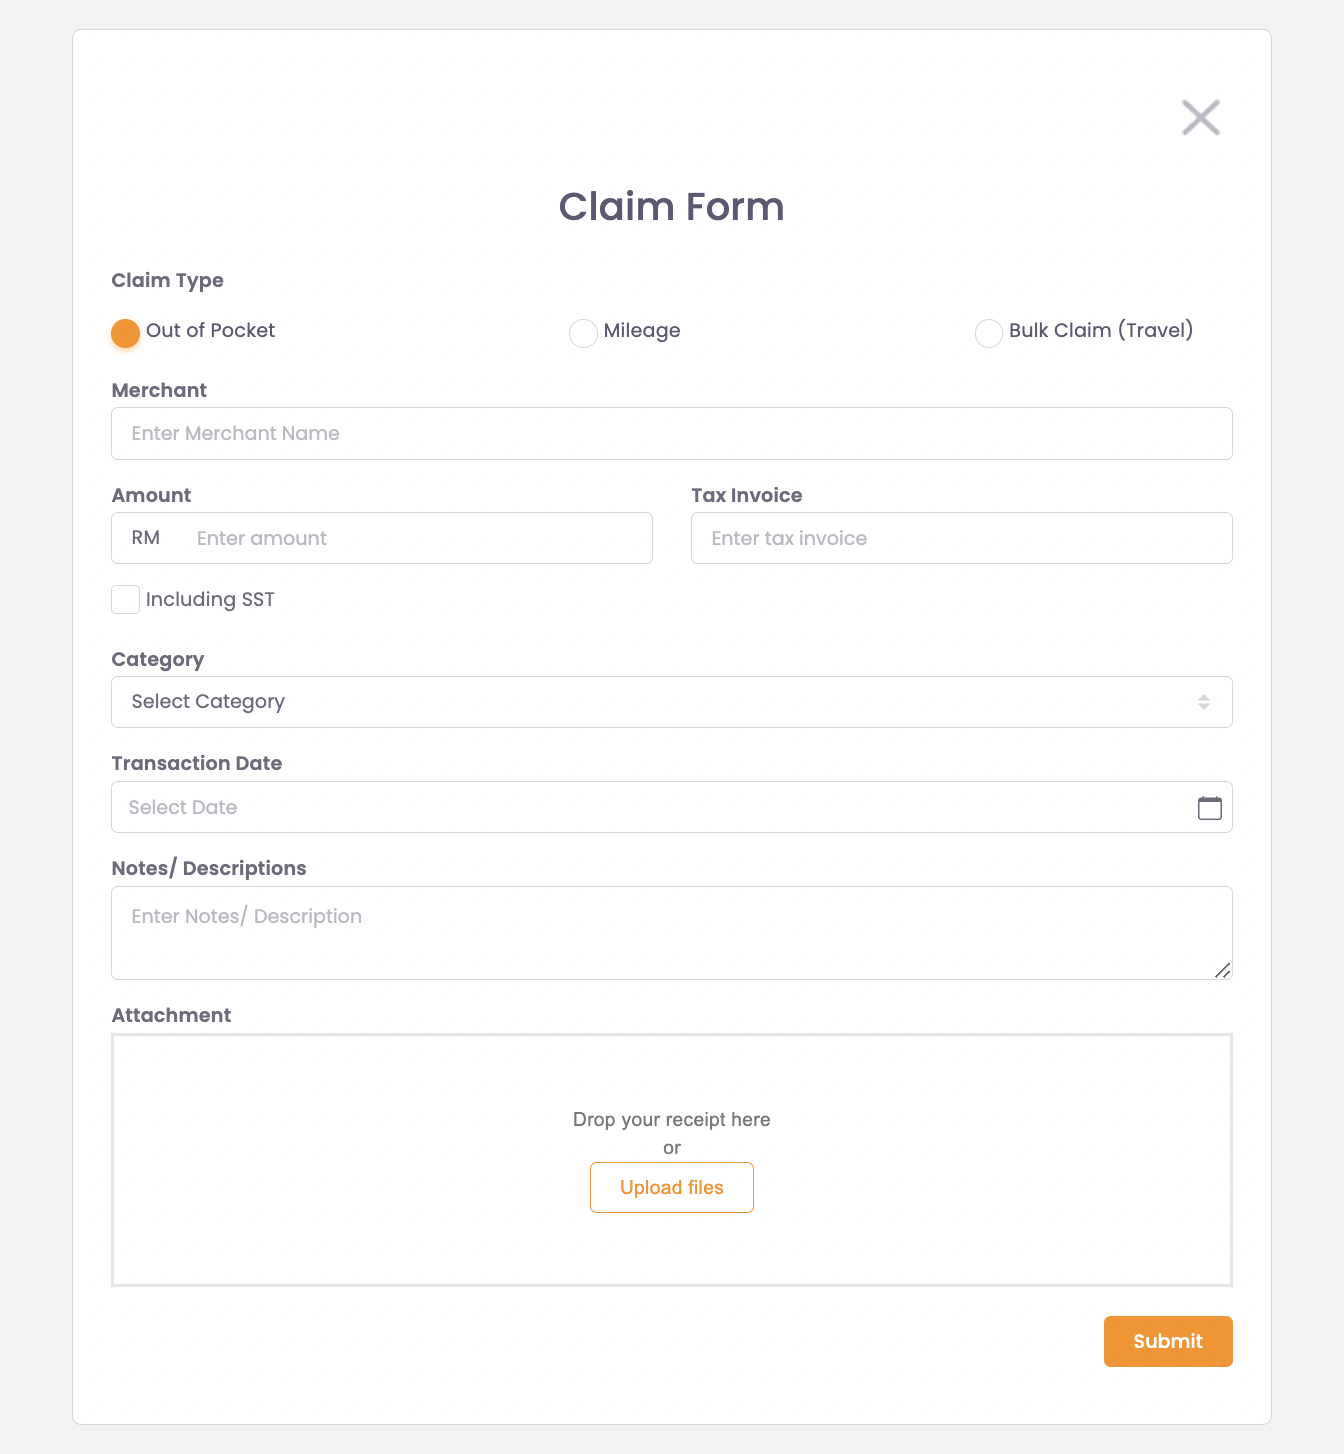 Claim Form
Claim Type
Out of Pocket
Mileage
Bulk Claim (Travel)
Merchant
Enter Merchant Name
Amount
Tax Invoice
RM Enter amount
Enter tax invoice
Including SST
Category
Select Category
Transaction Date
Select Date
Notes/ Descriptions
Enter Notes/ Description
Attachment
Drop your receipt here
or
Upload files
Submit